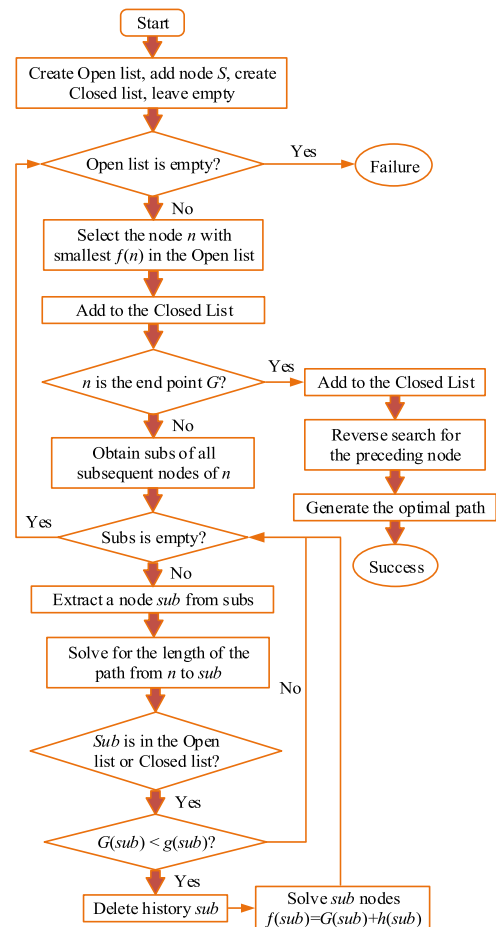 Start
Create Open list, add node S, create
Closed list, leave empty
Open list is empty?
Yes
Failure
No
Select the node n with
smallest f(n) in the Open list
Add to the Closed List
n is the end point G?
Yes
Add to the Closed List
No
Reverse search for
the preceding node
Obtain subs of all
subsequent nodes of n
Generate the optimal path
Yes
Subs is empty?
Success
No
Extract a node sub from subs
Solve for the length of the
path from n to sub
No
Sub is in the Open
list or Closed list?
Yes
G(sub) < g(sub)?
Yes
Delete history sub
Solve sub nodes
f(sub)=G(sub)+h(sub)